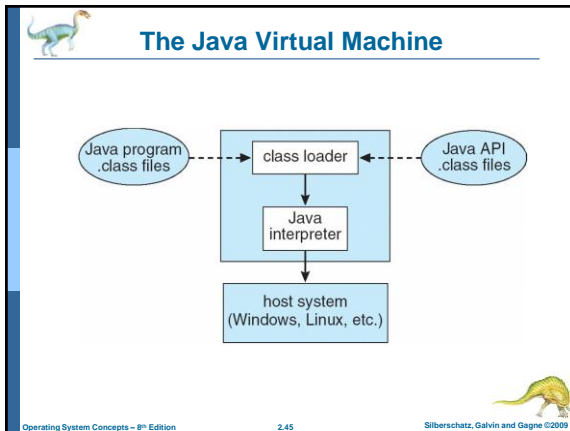 The Java Virtual Machine
Java program
.class files
class loader
Java API
.class files
Java
interpreter
host system
(Windows, Linux, etc.)
Operating System Concepts – 8th Edition
2.45
Silberschatz, Galvin and Gagne ©2009